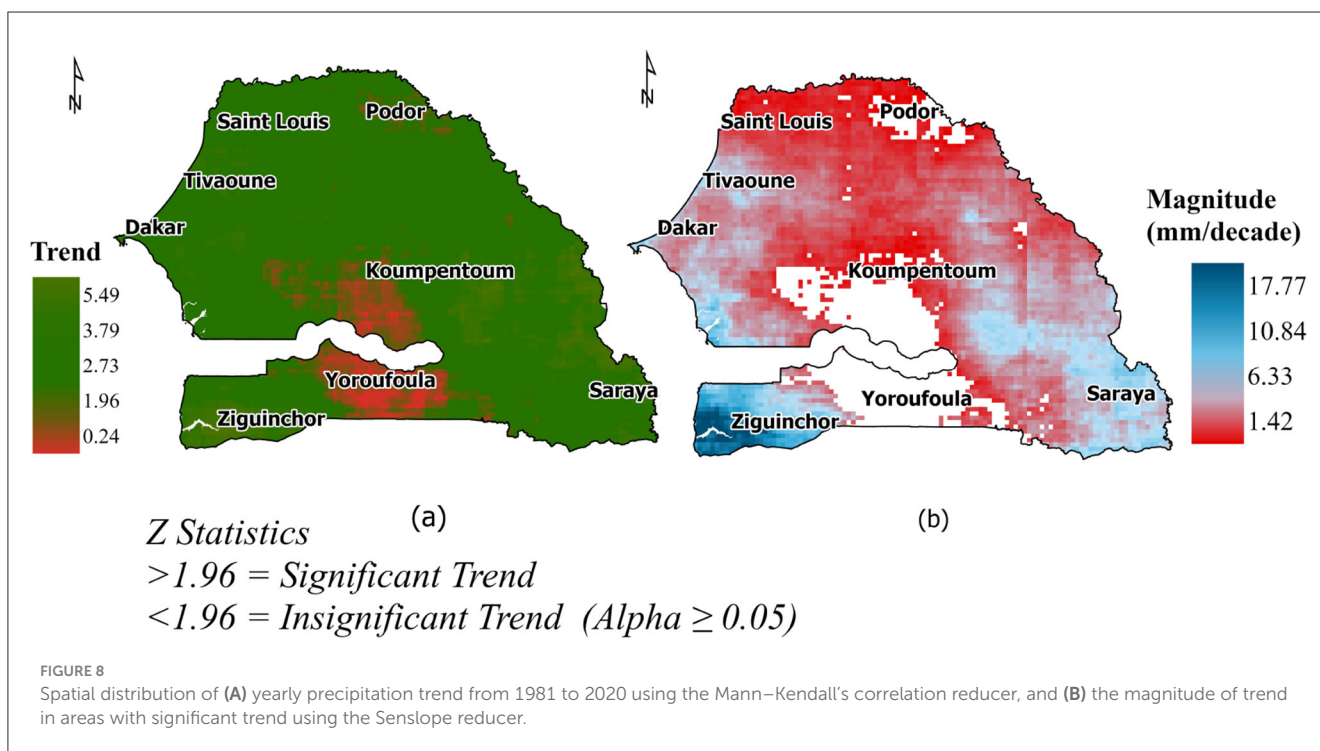 N
N
Saint Louis
Podor
Tivaoune
Dakar
Koumpentoum
Yoroufoula
Ziguinchor
Saraya
Trend
5.49
3.79
2.73
1.96
0.24
Saint Louis
Podor
Tivaoune
Dakar
Koumpentoum
Yoroufoula
Ziguinchor
Saraya
Magnitude
(mm/decade)
17.77
10.84
6.33
1.42
(a)
(b)
Z Statistics
>1.96 = Significant Trend
<1.96 = Insignificant Trend (Alpha ≥ 0.05)
FIGURE 8
Spatial distribution of (A) yearly precipitation trend from 1981 to 2020 using the Mann–Kendall's correlation reducer, and (B) the magnitude of trend
in areas with significant trend using the Senslope reducer.